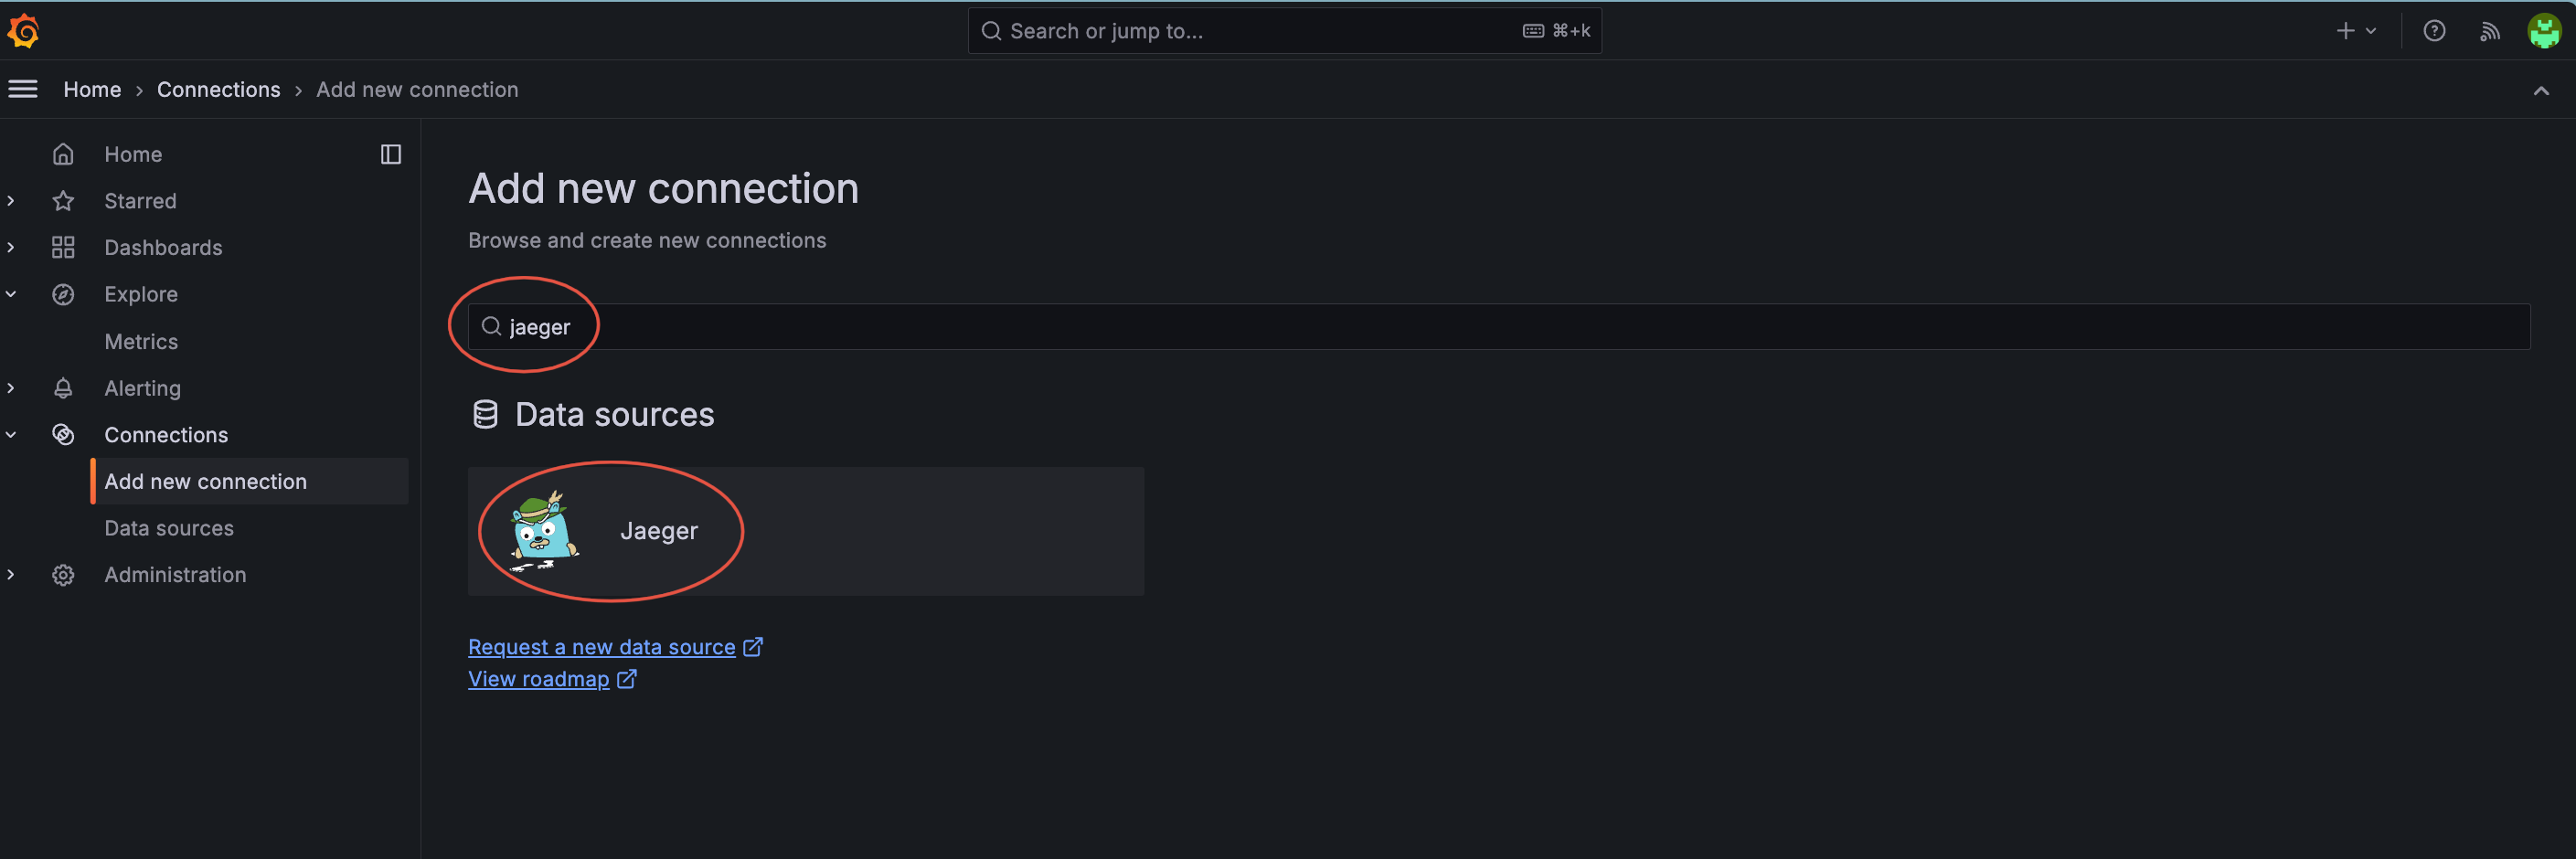 Search or jump to...
⌘+k
Home › Connections › Add new connection
Home
Starred
Dashboards
Explore
Metrics
Alerting
Connections
Add new connection
Data sources
Administration
Add new connection
Browse and create new connections
jaeger
Data sources
Jaeger
Request a new data source
View roadmap